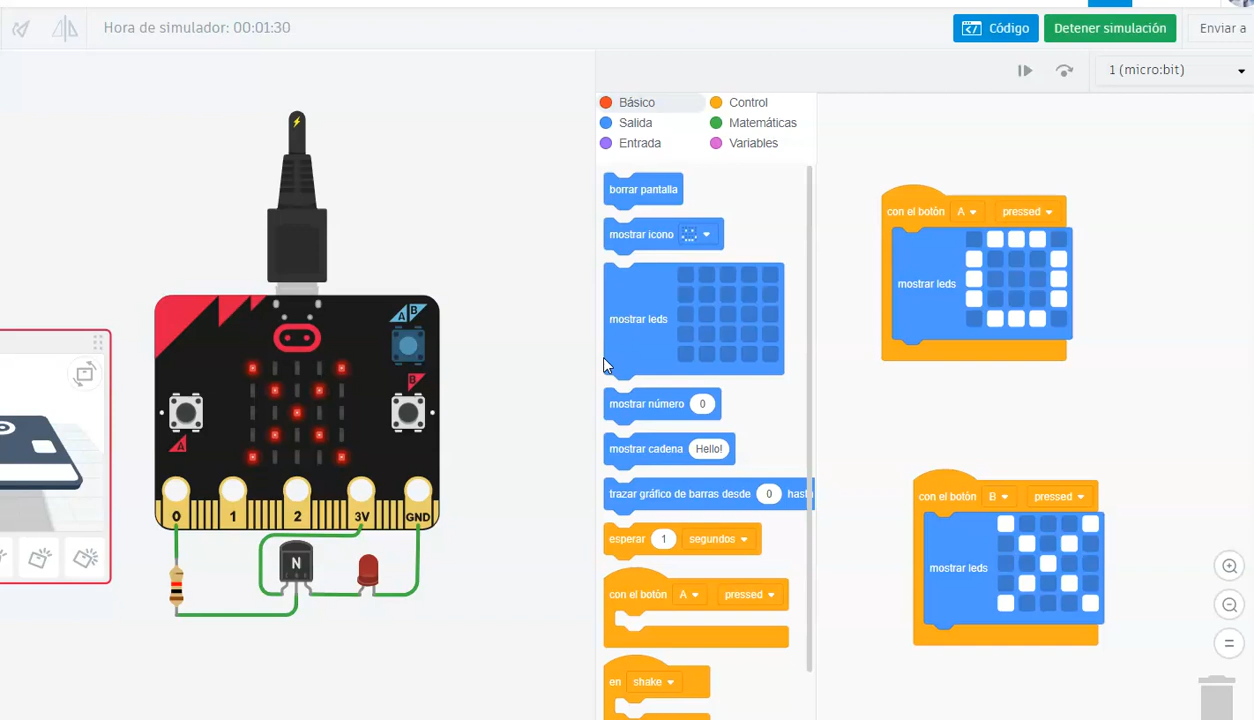 Hora de simulador: 00:01:30
Código
Detener simulación
Enviar a
1 (micro:bit)
Básico
Control
Salida
Matemáticas
Entrada
Variables
borrar pantalla
mostrar icono
mostrar leds
mostrar número 0
mostrar cadena Hello!
trazar gráfico de barras desde 0 hasta
esperar 1 segundos
con el botón A pressed
en shake
con el botón A pressed
mostrar leds
con el botón B pressed
mostrar leds
A B
B
A
0 1 2 3V GND
N